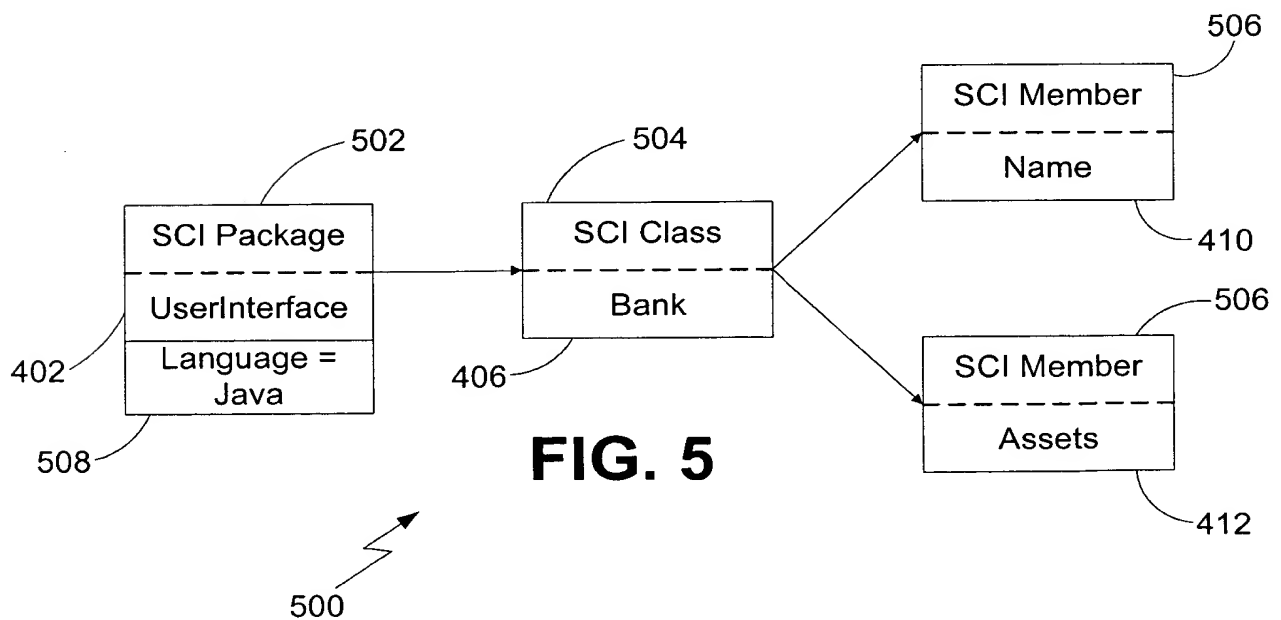 506
SCI Member
Name
410
502
504
SCI Package
UserInterface
Language =
Java
402
508
SCI Class
Bank
406
506
SCI Member
Assets
412
FIG. 5
500